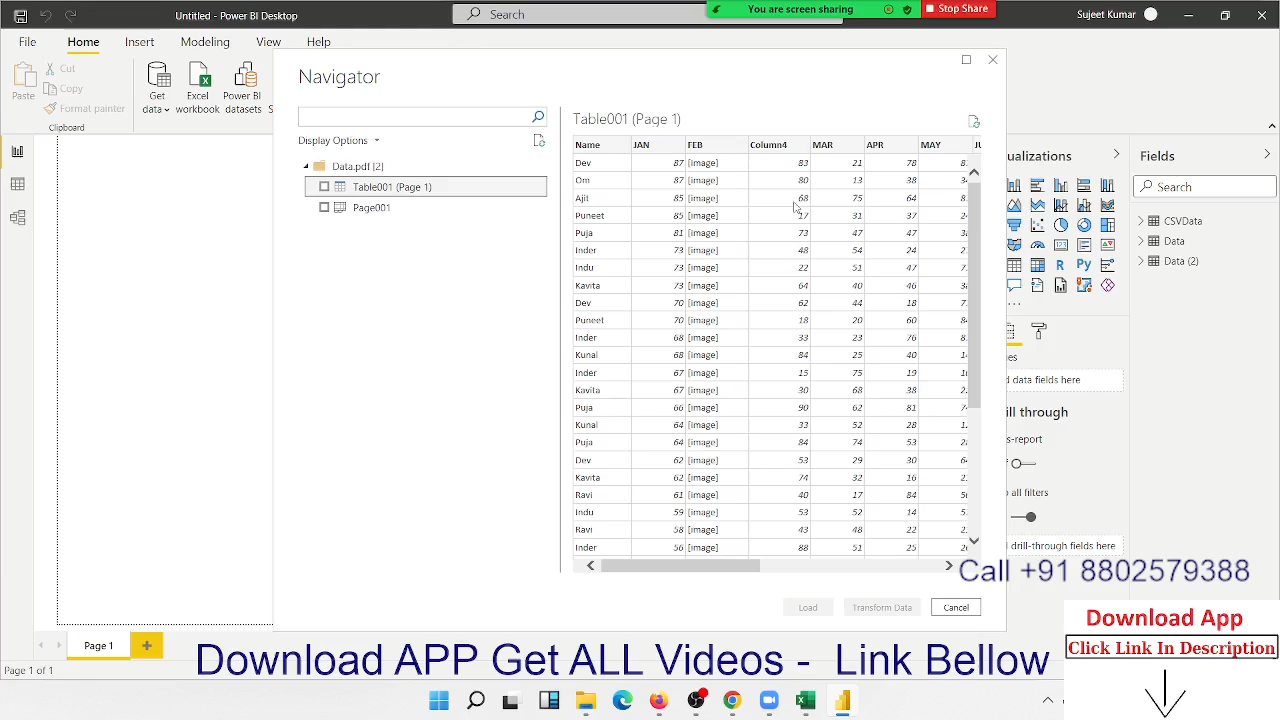 Untitled - Power BI Desktop
Search
You are screen sharing
Stop Share
Sujeet Kumar
File Home Insert Modeling View Help
Cut
Copy
Format painter
Paste
Clipboard
Get data
Excel workbook
Power BI datasets
Navigator
Display Options
Data.pdf [2]
Table001 (Page 1)
Page001
Table001 (Page 1)
Name JAN FEB Column4 MAR APR MAY
Dev 87 [image] 83 21 78
Om 87 [image] 80 13 38
Ajit 85 [image] 68 75 64
Puneet 85 [image] 17 31 37
Puja 81 [image] 73 47 47
Inder 73 [image] 48 54 24
Indu 73 [image] 22 51 47
Kavita 73 [image] 64 40 46
Dev 70 [image] 62 44 18
Puneet 70 [image] 18 20 60
Inder 68 [image] 33 23 76
Kunal 68 [image] 84 25 40
Inder 67 [image] 15 75 19
Kavita 67 [image] 30 68 38
Puja 66 [image] 90 62 81
Kunal 64 [image] 33 52 28
Puja 64 [image] 84 74 53
Dev 62 [image] 53 29 30
Kavita 62 [image] 74 32 16
Ravi 61 [image] 40 17 84
Indu 59 [image] 53 52 14
Ravi 58 [image] 43 48 22
Inder 56 [image] 88 51 25
Load
Transform Data
Cancel
ualizations
R Py
data fields here
ill through
s-report
all filters
drill-through fields here
Fields
Search
CSVData
Data
Data (2)
Call +91 8802579388
Download App
Click Link In Description
Page 1
Page 1 of 1
Download APP Get ALL Videos - Link Bellow